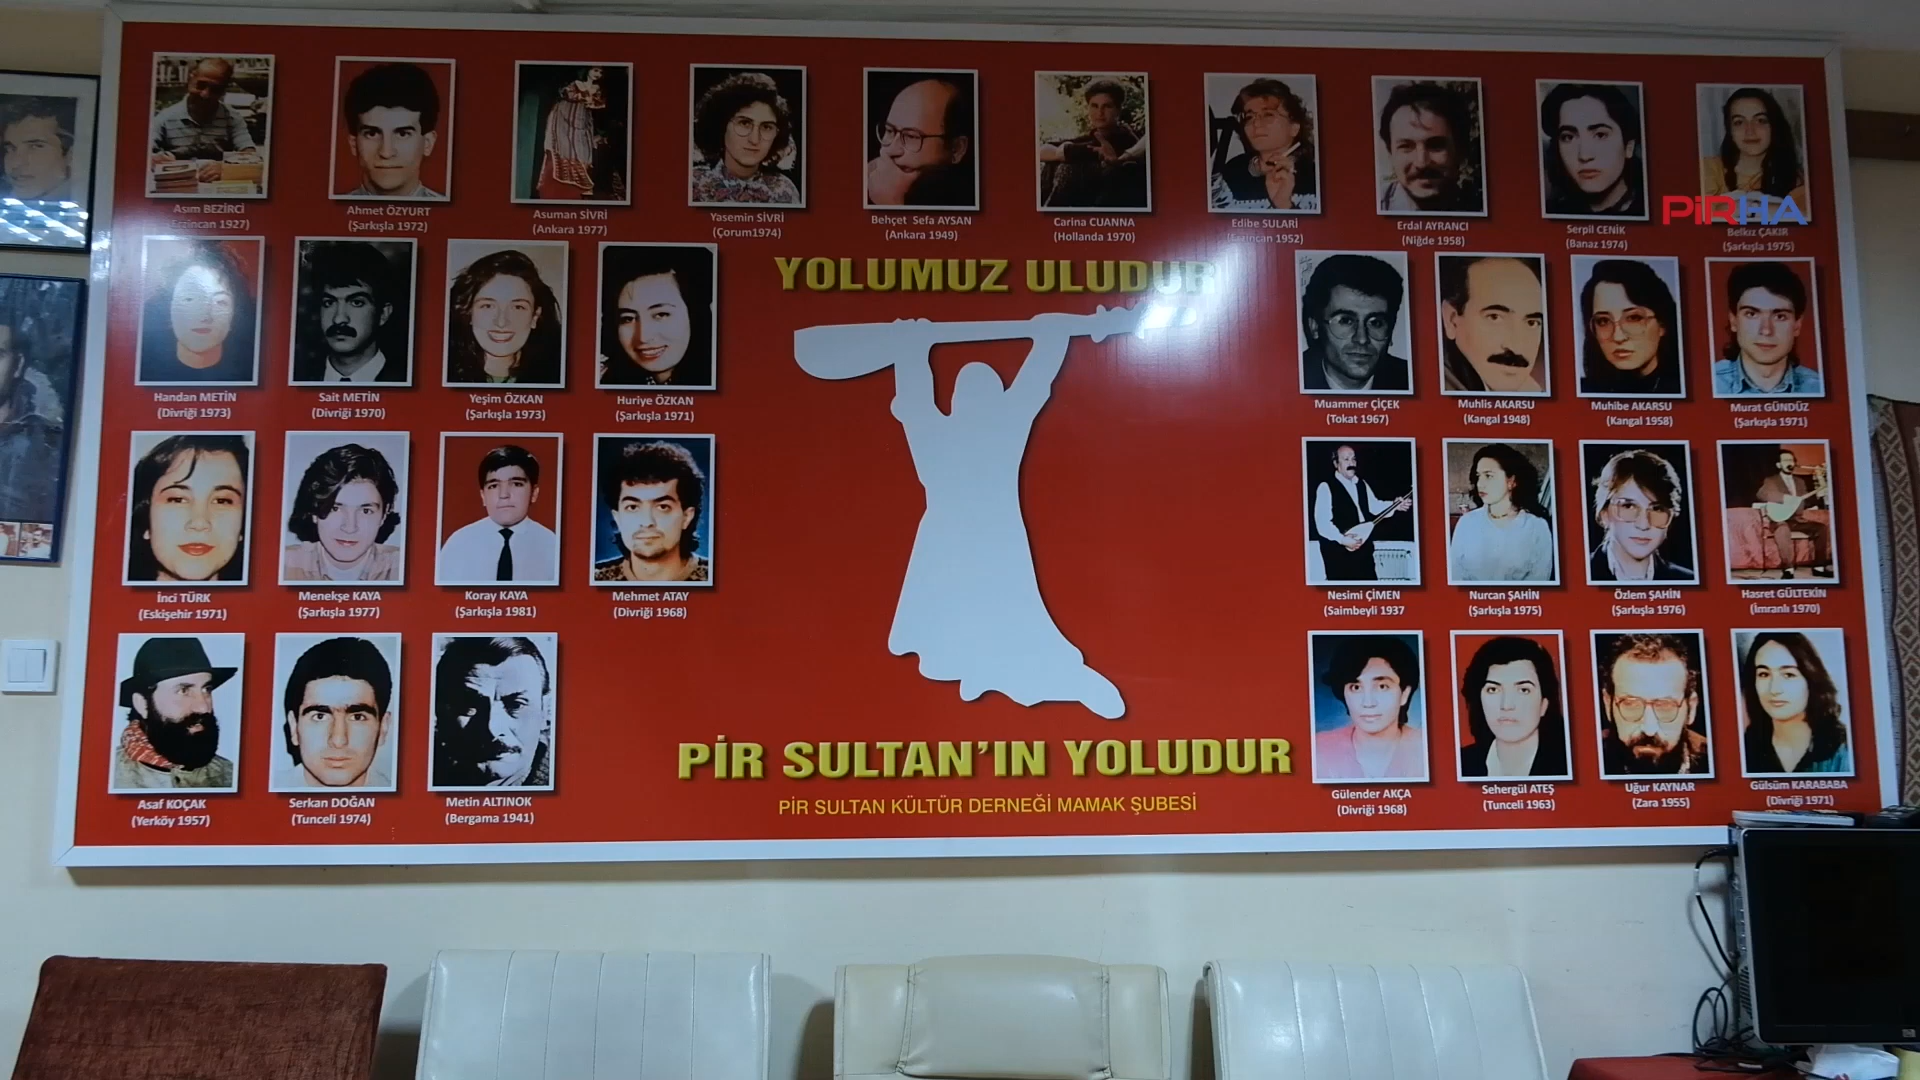 Asım BEZİRCİ
(Erzincan 1927)
Ahmet ÖZYURT
(Şarkışla 1972)
Asuman SİVRİ
(Ankara 1977)
Yasemin SİVRİ
(Çorum1974)
Behçet Sefa AYSAN
(Ankara 1949)
Carina CUANNA
(Hollanda 1970)
Edibe SULARİ
(Erzincan 1952)
Erdal AYRANCI
(Niğde 1958)
Serpil CENİK
(Banaz 1974)
PİRHA
Belkız ÇAKIR
(Şarkışla 1975)
YOLUMUZ ULUDUR
Handan METİN
(Divriği 1973)
Sait METİN
(Divriği 1970)
Yeşim ÖZKAN
(Şarkışla 1973)
Huriye ÖZKAN
(Şarkışla 1971)
Muammer ÇİÇEK
(Tokat 1967)
Muhlis AKARSU
(Kangal 1948)
Muhibe AKARSU
(Kangal 1958)
Murat GÜNDÜZ
(Şarkışla 1971)
İnci TÜRK
(Eskişehir 1971)
Menekşe KAYA
(Şarkışla 1977)
Koray KAYA
(Şarkışla 1981)
Mehmet ATAY
(Divriği 1968)
Nesimi ÇİMEN
(Saimbeyli 1937
Nurcan ŞAHİN
(Şarkışla 1975)
Özlem ŞAHİN
(Şarkışla 1976)
Hasret GÜLTEKİN
(İmranlı 1970)
Asaf KOÇAK
(Yerköy 1957)
Serkan DOĞAN
(Tunceli 1974)
Metin ALTINOK
(Bergama 1941)
PİR SULTAN'IN YOLUDUR
PİR SULTAN KÜLTÜR DERNEĞİ MAMAK ŞUBESİ
Gülender AKÇA
(Divriği 1968)
Sehergül ATEŞ
(Tunceli 1963)
Uğur KAYNAR
(Zara 1955)
Gülsüm KARABABA
(Divriği 1971)